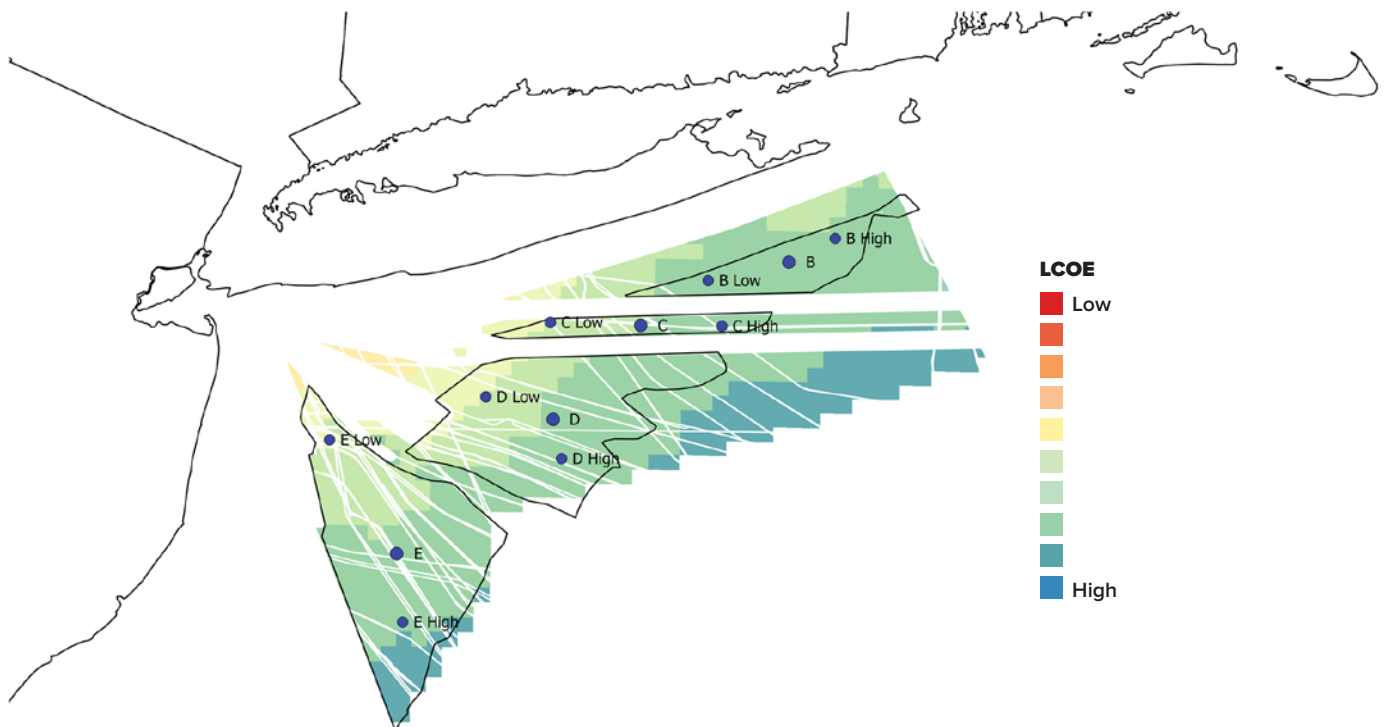 B High
B
B Low
C Low
C
C High
D Low
D
D High
E Low
E
E High
LCOE
Low
High